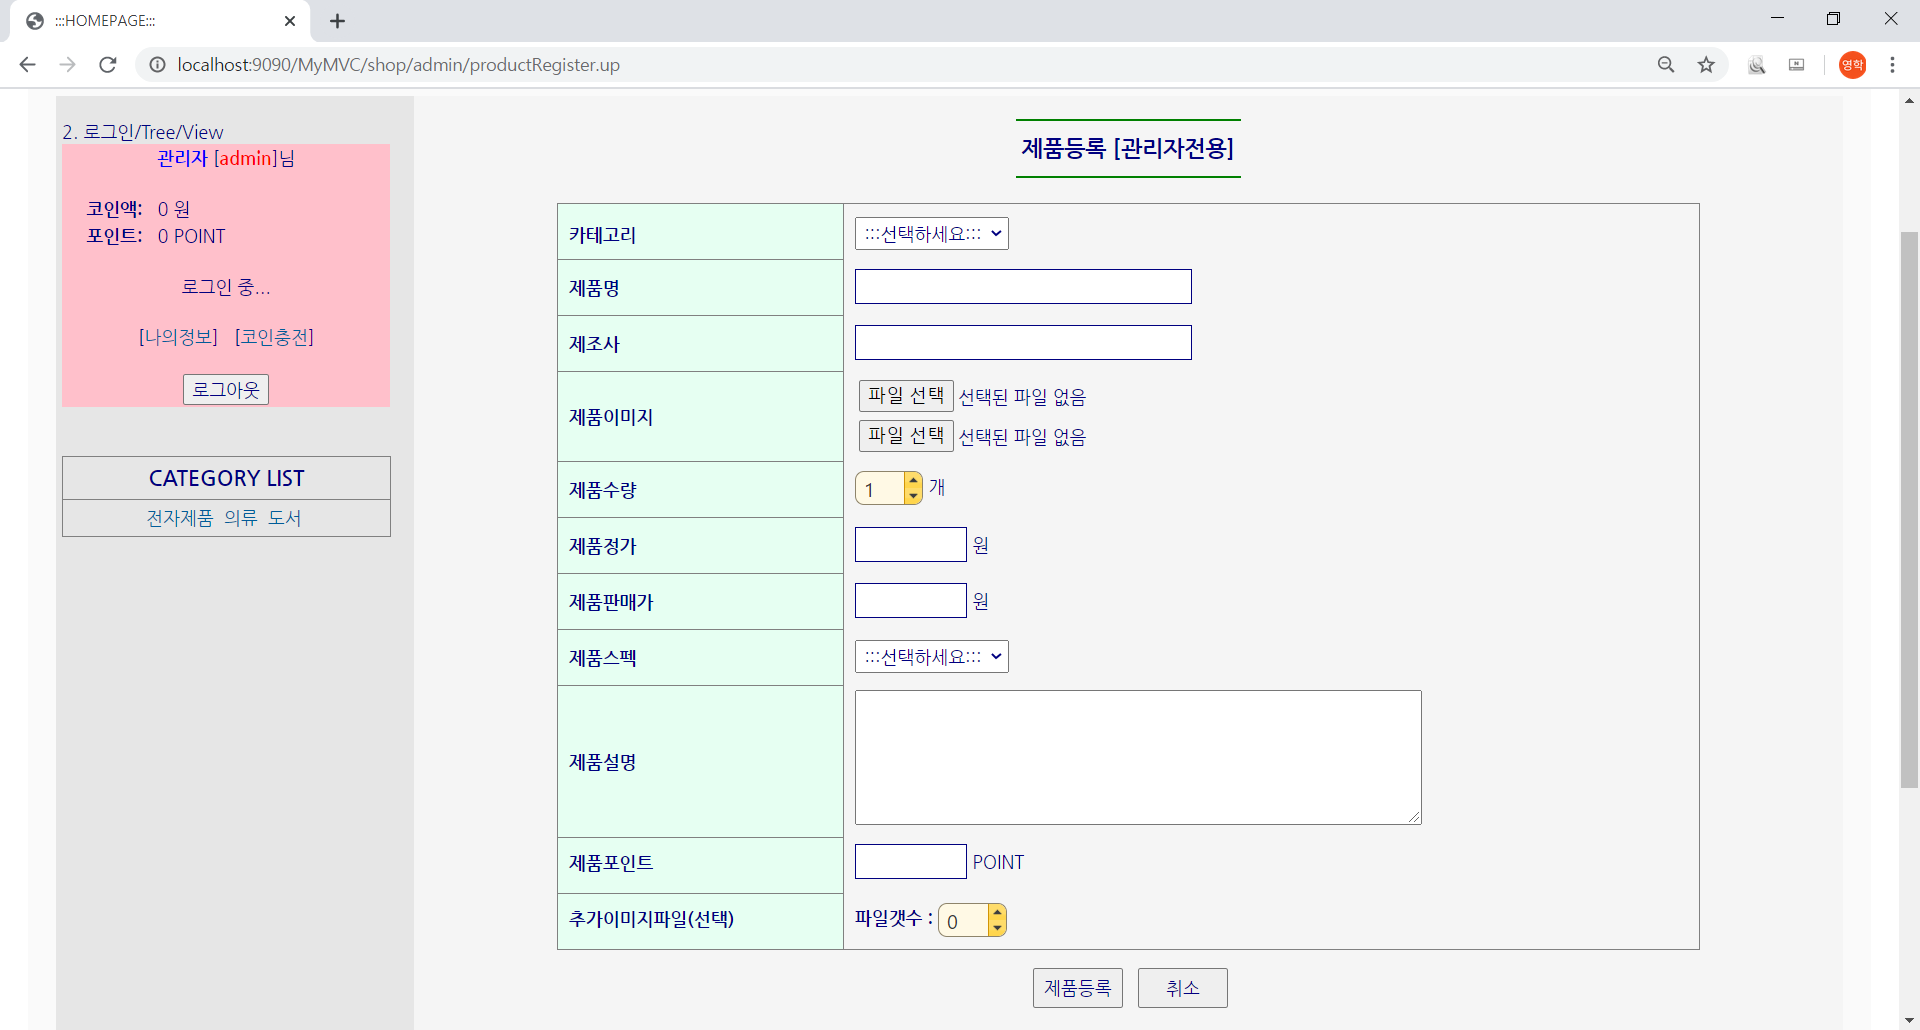 :::HOMEPAGE:::
localhost:9090/MyMVC/shop/admin/productRegister.up
영학
2. 로그인/Tree/View
관리자 [admin]님
코인액: 0 원
포인트: 0 POINT
로그인 중...
[나의정보] [코인충전]
로그아웃
CATEGORY LIST
전자제품 의류 도서
제품등록 [관리자전용]
카테고리 :::선택하세요:::
제품명
제조사
제품이미지
파일 선택 선택된 파일 없음
파일 선택 선택된 파일 없음
제품수량 1 개
제품정가 원
제품판매가 원
제품스펙 :::선택하세요:::
제품설명
제품포인트 POINT
추가이미지파일(선택) 파일갯수 : 0
제품등록 취소